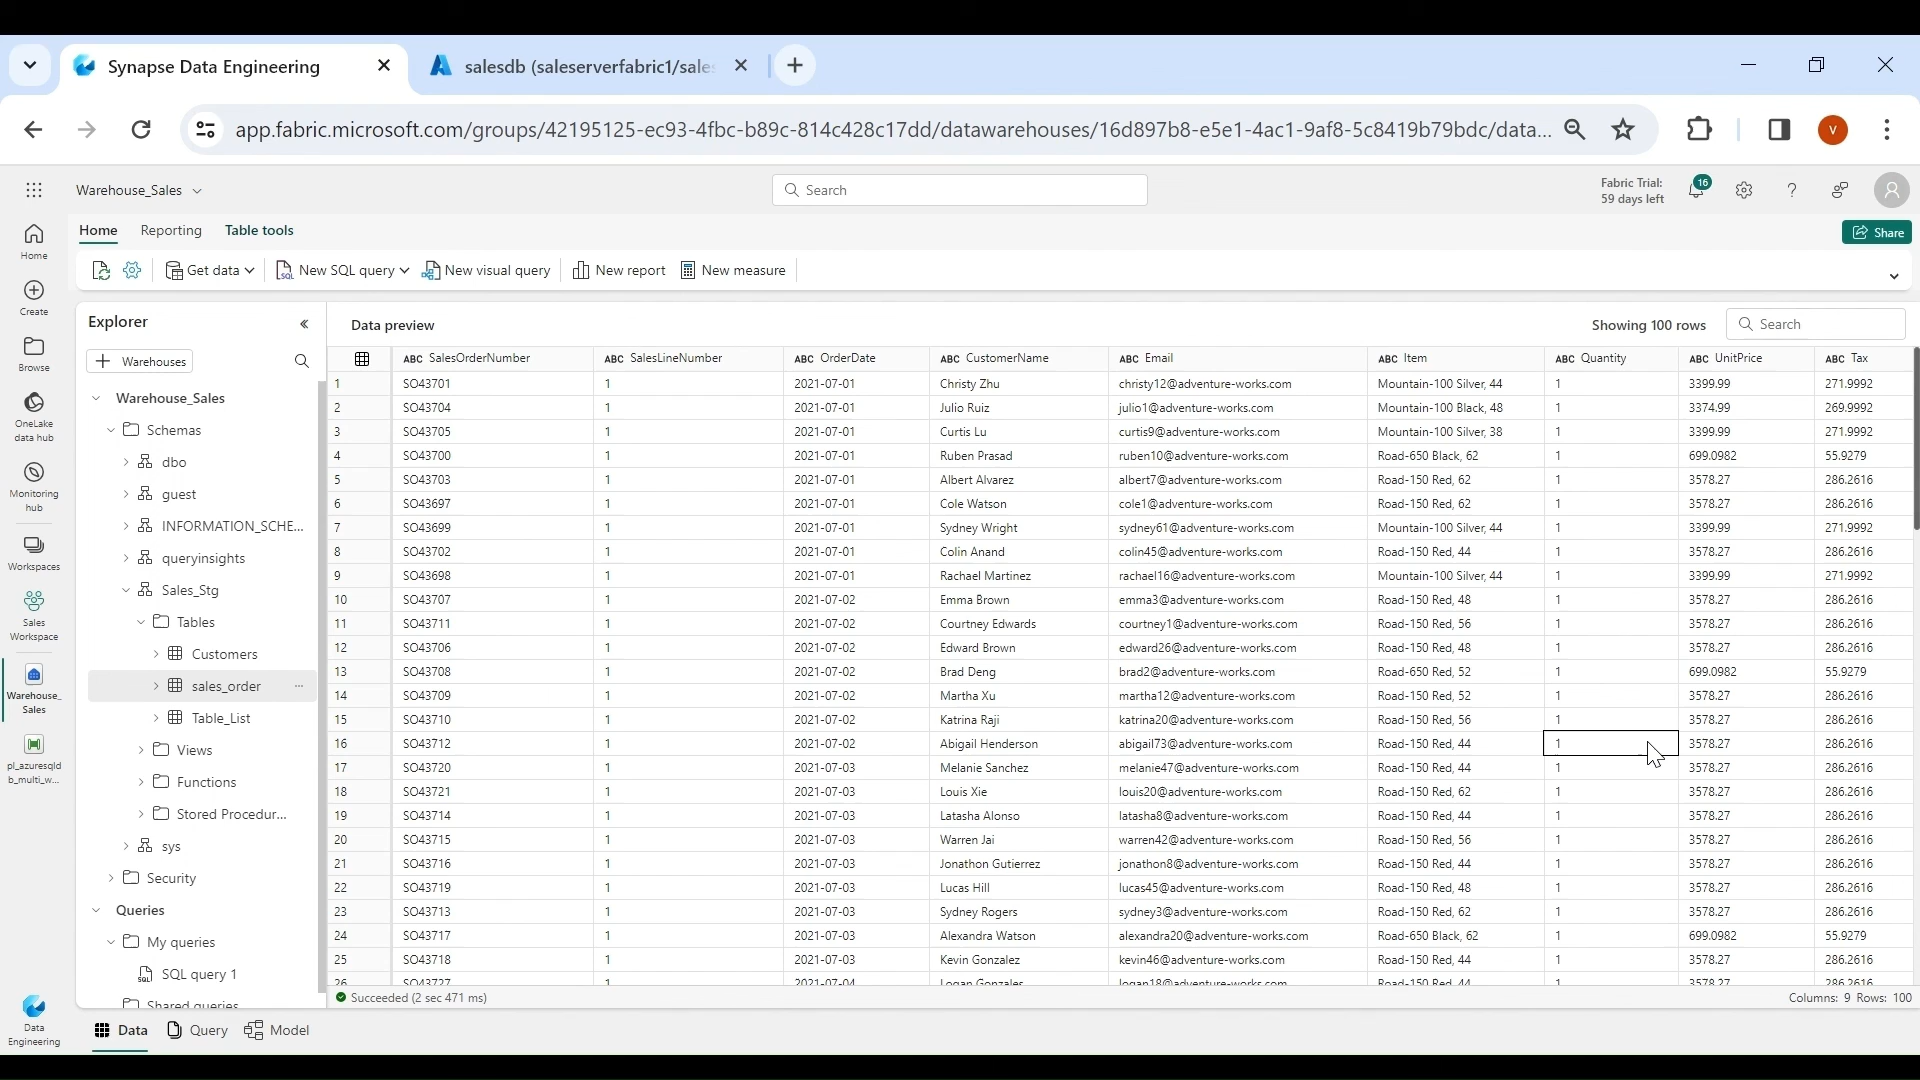 Synapse Data Engineering
salesdb (saleserverfabric1/sales
app.fabric.microsoft.com/groups/42195125-ec93-4fbc-b89c-814c428c17dd/datawarehouses/16d897b8-e5e1-4ac1-9af8-5c8419b79bdc/data...
V
Warehouse_Sales
Search
Fabric Trial:
59 days left
16
Home Reporting Table tools
Share
Get data New SQL query New visual query New report New measure
Home
Create
Browse
OneLake
data hub
Monitoring
hub
Workspaces
Sales
Workspace
Warehouse_
Sales
pl_azuresqld
b_multi_w...
Data
Engineering
Explorer
Warehouses
Warehouse_Sales
Schemas
dbo
guest
INFORMATION_SCHE...
queryinsights
Sales_Stg
Tables
Customers
sales_order ...
Table_List
Views
Functions
Stored Procedur...
sys
Security
Queries
My queries
SQL query 1
Shared queries
Data preview Showing 100 rows Search
ABC SalesOrderNumber ABC SalesLineNumber ABC OrderDate ABC CustomerName ABC Email ABC Item ABC Quantity ABC UnitPrice ABC Tax
1 SO43701 1 2021-07-01 Christy Zhu christy12@adventure-works.com Mountain-100 Silver, 44 1 3399.99 271.9992
2 SO43704 1 2021-07-01 Julio Ruiz julio1@adventure-works.com Mountain-100 Black, 48 1 3374.99 269.9992
3 SO43705 1 2021-07-01 Curtis Lu curtis9@adventure-works.com Mountain-100 Silver, 38 1 3399.99 271.9992
4 SO43700 1 2021-07-01 Ruben Prasad ruben10@adventure-works.com Road-650 Black, 62 1 699.0982 55.9279
5 SO43703 1 2021-07-01 Albert Alvarez albert7@adventure-works.com Road-150 Red, 62 1 3578.27 286.2616
6 SO43697 1 2021-07-01 Cole Watson cole1@adventure-works.com Road-150 Red, 62 1 3578.27 286.2616
7 SO43699 1 2021-07-01 Sydney Wright sydney61@adventure-works.com Mountain-100 Silver, 44 1 3399.99 271.9992
8 SO43702 1 2021-07-01 Colin Anand colin45@adventure-works.com Road-150 Red, 44 1 3578.27 286.2616
9 SO43698 1 2021-07-01 Rachael Martinez rachael16@adventure-works.com Mountain-100 Silver, 44 1 3399.99 271.9992
10 SO43707 1 2021-07-02 Emma Brown emma3@adventure-works.com Road-150 Red, 48 1 3578.27 286.2616
11 SO43711 1 2021-07-02 Courtney Edwards courtney1@adventure-works.com Road-150 Red, 56 1 3578.27 286.2616
12 SO43706 1 2021-07-02 Edward Brown edward26@adventure-works.com Road-150 Red, 48 1 3578.27 286.2616
13 SO43708 1 2021-07-02 Brad Deng brad2@adventure-works.com Road-650 Red, 52 1 699.0982 55.9279
14 SO43709 1 2021-07-02 Martha Xu martha12@adventure-works.com Road-150 Red, 52 1 3578.27 286.2616
15 SO43710 1 2021-07-02 Katrina Raji katrina20@adventure-works.com Road-150 Red, 56 1 3578.27 286.2616
16 SO43712 1 2021-07-02 Abigail Henderson abigail73@adventure-works.com Road-150 Red, 44 1 3578.27 286.2616
17 SO43720 1 2021-07-03 Melanie Sanchez melanie47@adventure-works.com Road-150 Red, 44 1 3578.27 286.2616
18 SO43721 1 2021-07-03 Louis Xie louis20@adventure-works.com Road-150 Red, 62 1 3578.27 286.2616
19 SO43714 1 2021-07-03 Latasha Alonso latasha8@adventure-works.com Road-150 Red, 44 1 3578.27 286.2616
20 SO43715 1 2021-07-03 Warren Jai warren42@adventure-works.com Road-150 Red, 56 1 3578.27 286.2616
21 SO43716 1 2021-07-03 Jonathon Gutierrez jonathon8@adventure-works.com Road-150 Red, 44 1 3578.27 286.2616
22 SO43719 1 2021-07-03 Lucas Hill lucas45@adventure-works.com Road-150 Red, 48 1 3578.27 286.2616
23 SO43713 1 2021-07-03 Sydney Rogers sydney3@adventure-works.com Road-150 Red, 62 1 3578.27 286.2616
24 SO43717 1 2021-07-03 Alexandra Watson alexandra20@adventure-works.com Road-650 Black, 62 1 699.0982 55.9279
25 SO43718 1 2021-07-03 Kevin Gonzalez kevin46@adventure-works.com Road-150 Red, 44 1 3578.27 286.2616
26 SO43727 1 2021-07-04 Logan Gonzales logan18@adventure-works.com Road-150 Red, 44 1 3578.27 286.2616
Succeeded (2 sec 471 ms) Columns: 9 Rows: 100
Data Query Model